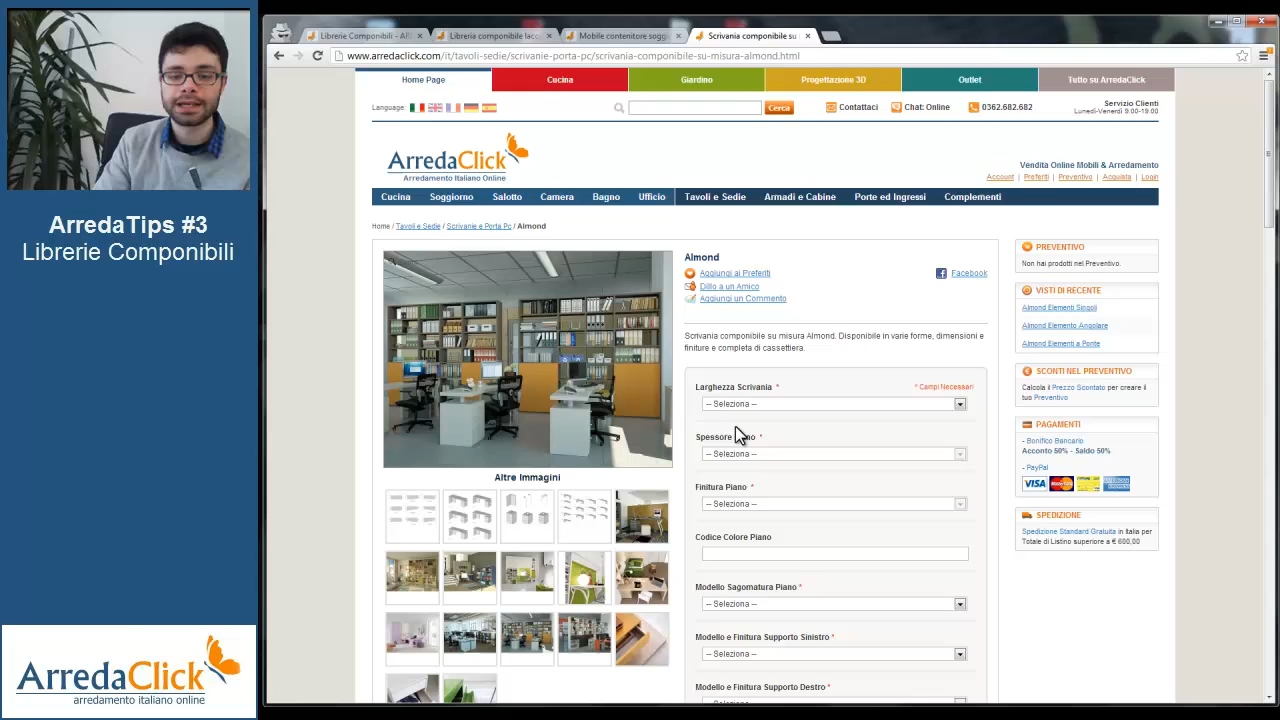 Librerie Componibili - AR
Libreria componibile lacc
Mobile contenitore soggi
Scrivania componibile su
www.arredaclick.com/it/tavoli-sedie/scrivanie-porta-pc/scrivania-componibile-su-misura-almond.html
Home Page
Cucina
Giardino
Progettazione 3D
Outlet
Tutto su ArredaClick
Language:
Cerca
Contattaci
Chat: Online
0362.682.682
Servizio Clienti
Lunedì-Venerdì 9.00-19.00
ArredaClick
Arredamento Italiano Online
Vendita Online Mobili & Arredamento
Account | Preferiti | Preventivo | Acquista | Login
Cucina Soggiorno Salotto Camera Bagno Ufficio Tavoli e Sedie Armadi e Cabine Porte ed Ingressi Complementi
ArredaTips #3
Librerie Componibili
Home / Tavoli e Sedie / Scrivanie e Porta Pc / Almond
Almond
Aggiungi ai Preferiti
Facebook
Dillo a un Amico
Aggiungi un Commento
Scrivania componibile su misura Almond. Disponibile in varie forme, dimensioni e
finiture e completa di cassettiera.
Larghezza Scrivania *
* Campi Necessari
-- Seleziona --
Spessore
no *
-- Seleziona --
Finitura Piano *
-- Seleziona --
Codice Colore Piano
Modello Sagomatura Piano *
-- Seleziona --
Modello e Finitura Supporto Sinistro *
-- Seleziona --
Modello e Finitura Supporto Destro *
Altre Immagini
PREVENTIVO
Non hai prodotti nel Preventivo.
VISTI DI RECENTE
Almond Elementi Singoli
Almond Elemento Angolare
Almond Elementi a Ponte
SCONTI NEL PREVENTIVO
Calcola il Prezzo Scontato per creare il
tuo Preventivo
PAGAMENTI
- Bonifico Bancario
Acconto 50% - Saldo 50%
- PayPal
VISA
SPEDIZIONE
Spedizione Standard Gratuita in Italia per
Totale di Listino superiore a € 600,00
ArredaClick
arredamento italiano online